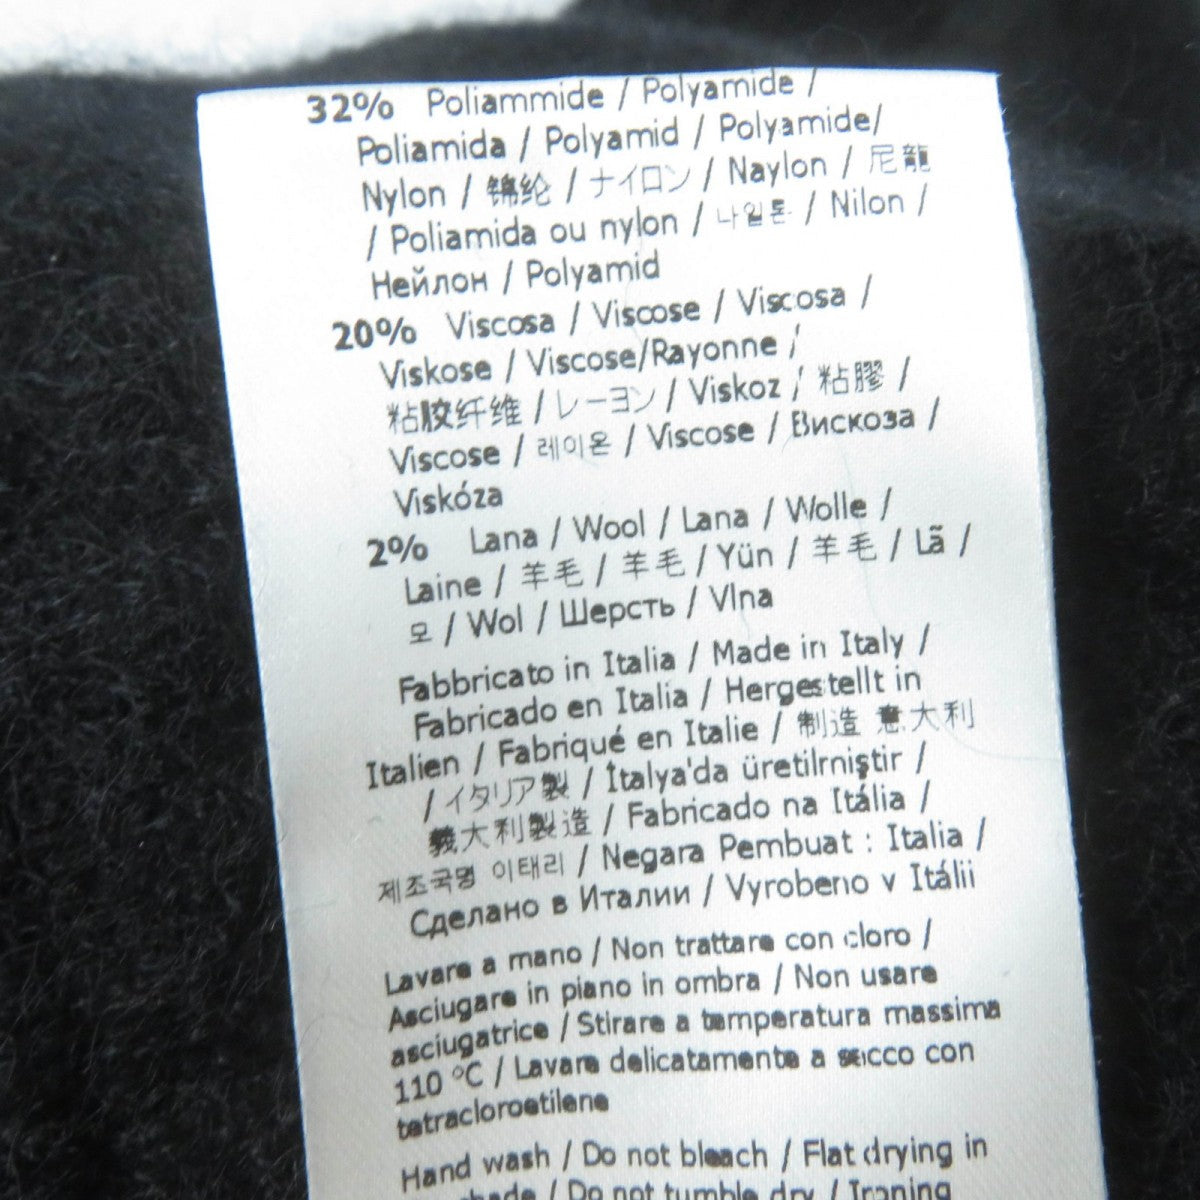 32% Poliammide / Polyamide /
Poliamida / Polyamid / Polyamide/
Nylon / 锦纶 / ナイロン / Naylon / 尼龍
/ Poliamida ou nylon / 나일론 / Nilon /
Нейлон / Polyamid
20% Viscosa / Viscose / Viscosa /
Viskose / Viscose/Rayonne /
粘胶纤维 / レーヨン / Viskoz / 粘膠 /
Viscose / 레이온 / Viscose / Вискоза /
Viskóza
2% Lana / Wool / Lana / Wolle /
Laine / 羊毛 / 羊毛 / Yün / 羊毛 / Lã /
모 / Wol / Шерсть / Vlna
Fabbricato in Italia / Made in Italy /
Fabricado en Italia / Hergestellt in
Italien / Fabriqué en Italie / 制造 意大利
/ イタリア製 / İtalya'da üretilmiştir /
義大利製造 / Fabricado na Itália /
제조국명 이태리 / Negara Pembuat : Italia /
Сделано в Италии / Vyrobeno v Itálii
Lavare a mano / Non trattare con cloro /
Asciugare in piano in ombra / Non usare
asciugatrice / Stirare a temperatura massima
110 °C / Lavare delicatamente a secco con
tetracloroetilene
Hand wash / Do not bleach / Flat drying in
shade / Do not tumble dry / Ironing